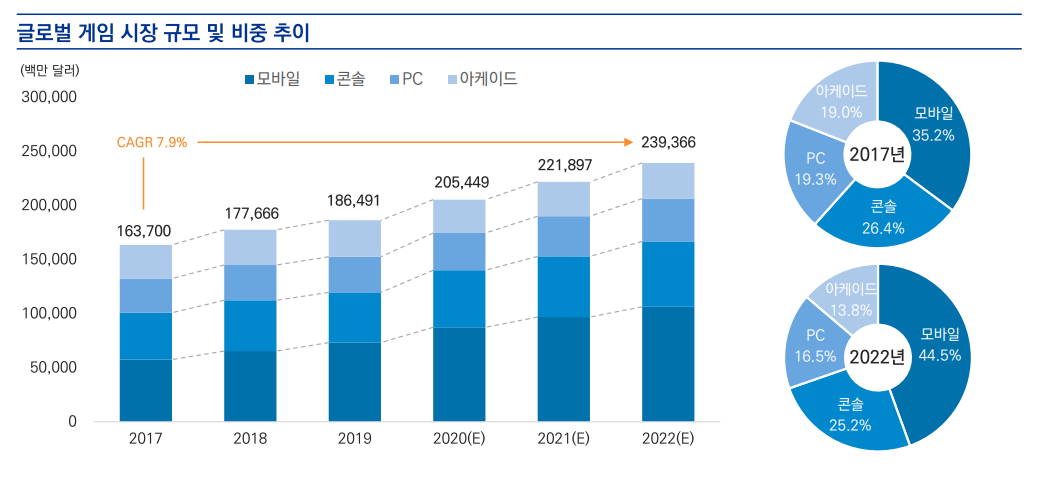 글로벌 게임 시장 규모 및 비중 추이
(백만 달러)
모바일 콘솔 PC 아케이드
300,000
250,000
200,000
150,000
100,000
50,000
0
CAGR 7.9%
163,700
177,666
186,491
205,449
221,897
239,366
2017 2018 2019 2020(E) 2021(E) 2022(E)
아케이드
19.0%
모바일
35.2%
PC
19.3%
2017년
콘솔
26.4%
아케이드
13.8%
모바일
44.5%
PC
16.5%
2022년
콘솔
25.2%